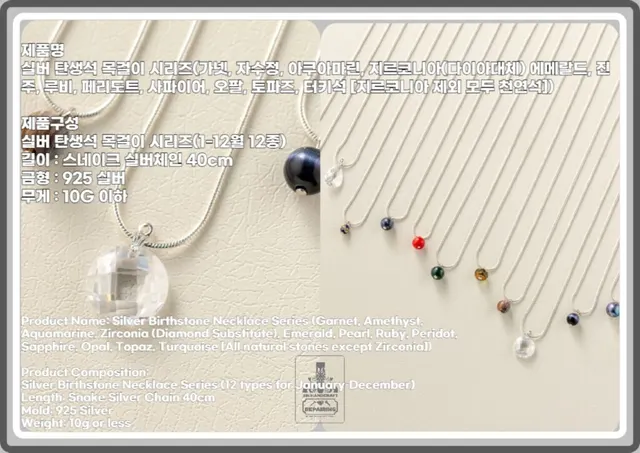 제품명
실버 탄생석 목걸이 시리즈(가넷, 자수정, 아쿠아마린, 지르코니아(다이아대체) 에메랄드, 진
주, 루비, 페리도트, 사파이어, 오팔, 토파즈, 터키석 [지르코니아 제외 모두 천연석])
제품구성
실버 탄생석 목걸이 시리즈(1-12월 12종)
길이 : 스네이크 실버체인 40cm
금형 : 925 실버
무게 : 10G 이하
Product Name: Silver Birthstone Necklace Series (Garnet, Amethyst,
Aquamarine, Zirconia (Diamond Substitute), Emerald, Pearl, Ruby, Peridot,
Sapphire, Opal, Topaz, Turquoise [All natural stones except Zirconia])
Product Composition:
Silver Birthstone Necklace Series (12 types for January-December)
Length: Snake Silver Chain 40cm
Mold: 925 Silver
Weight: 10g or less
REPAIRING